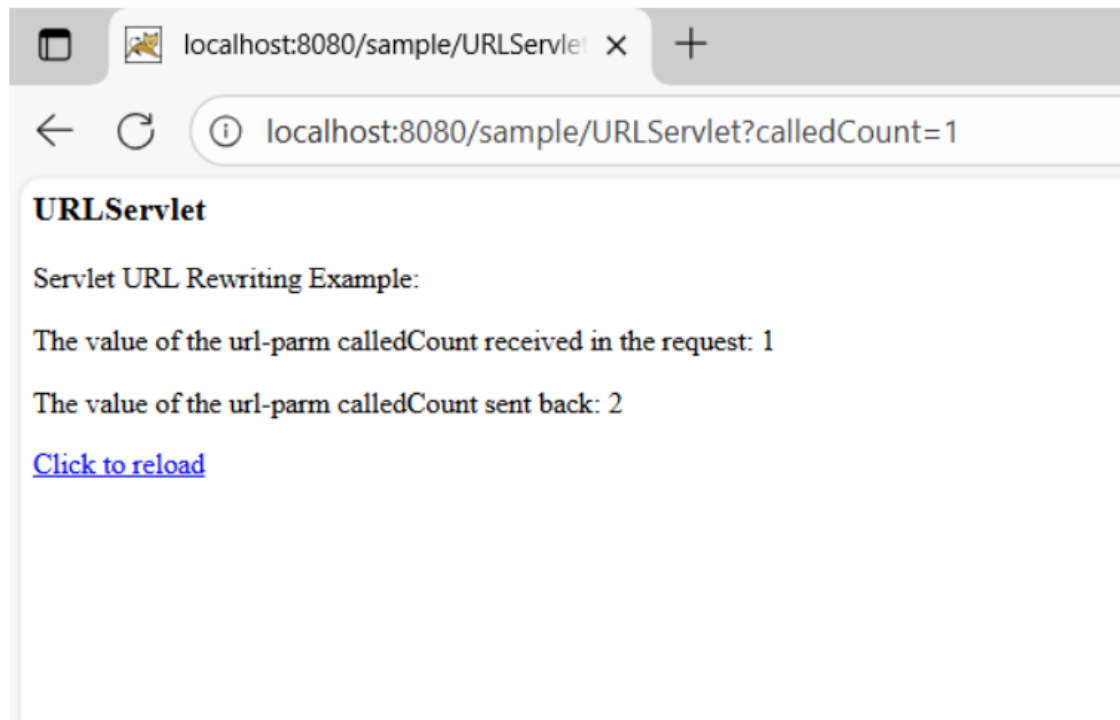 localhost:8080/sample/URLServlet
localhost:8080/sample/URLServlet?calledCount=1
URLServlet
Servlet URL Rewriting Example:
The value of the url-parm calledCount received in the request: 1
The value of the url-parm calledCount sent back: 2
Click to reload